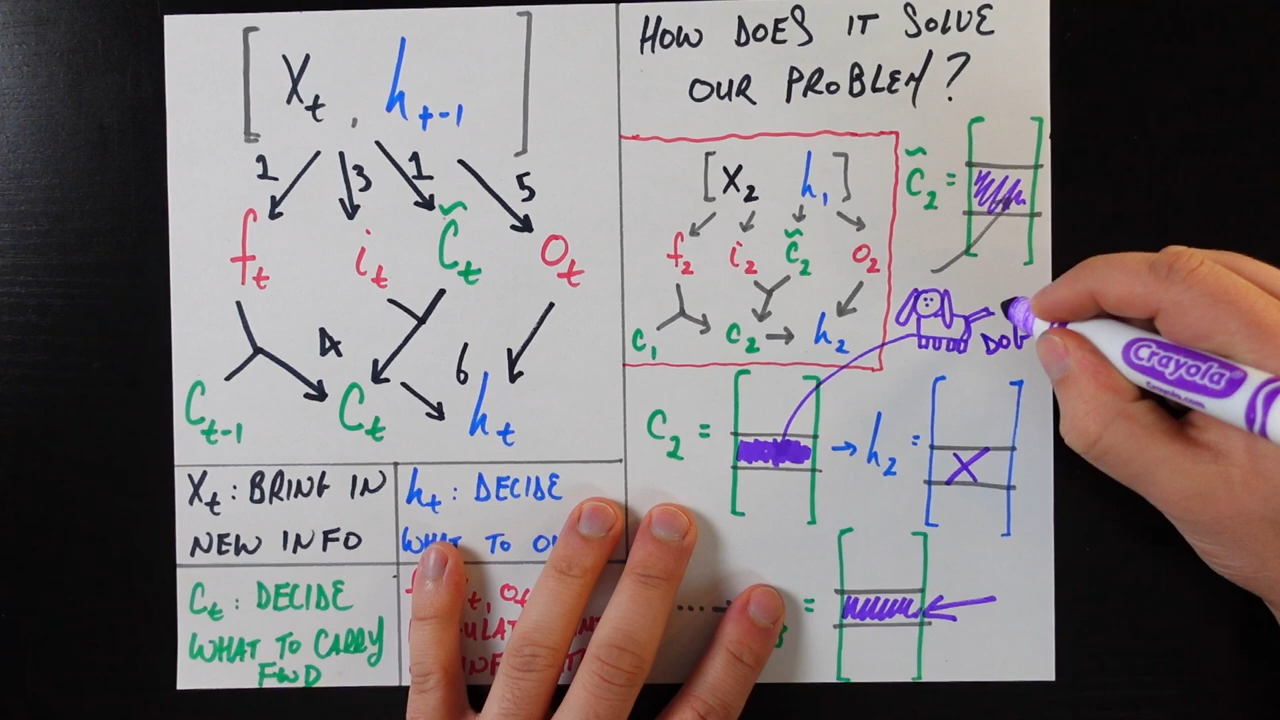 [ Xₜ , hₜ₋₁ ]
2 3 1 5
fₜ iₜ C̃ₜ oₜ
4 6
Cₜ₋₁ Cₜ hₜ
Xₜ: BRING IN
NEW INFO
hₜ: DECIDE
WHAT TO
Cₜ: DECIDE
WHAT TO CARRY
FWD
HOW DOES IT SOLVE
OUR PROBLEM?
[ X₂ h₁ ]
f₂ i₂ C̃₂ o₂
C₁ C₂ → h₂
C̃₂ =
DOG
C₂ = → h₂ = X
..... =
Crayola